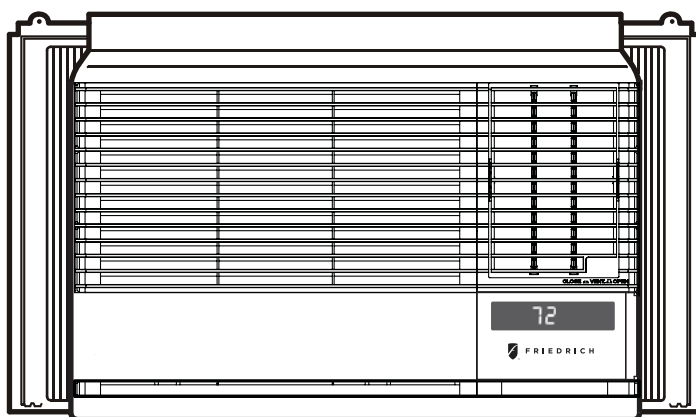 CLOSE ⇦ VENT ⇨ OPEN
72
FRIEDRICH